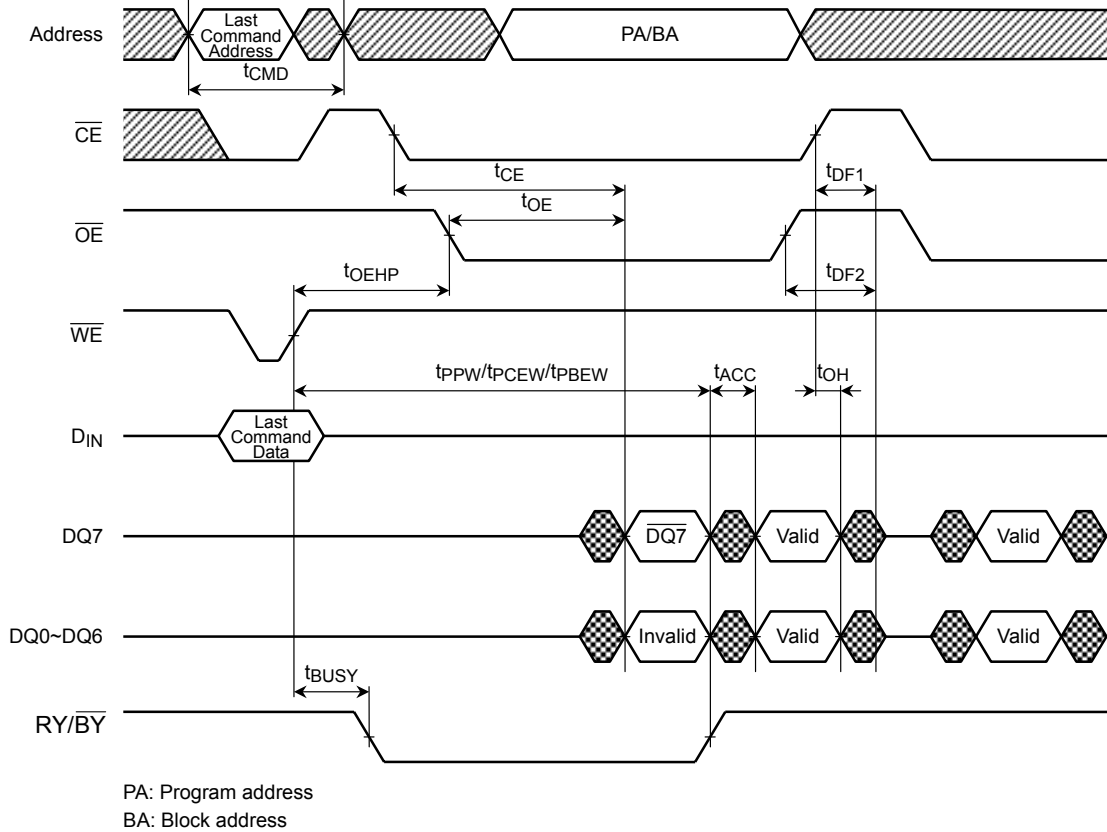 Address
Last
Command
Address
PA/BA
tCMD
CE
tCE
tDF1
tOE
OE
tOEHP
tDF2
WE
tPPW/tPCEW/tPBEW
tACC
tOH
DIN
Last
Command
Data
DQ7
DQ7
Valid
Valid
DQ0~DQ6
Invalid
Valid
Valid
tBUSY
RY/BY
PA: Program address
BA: Block address